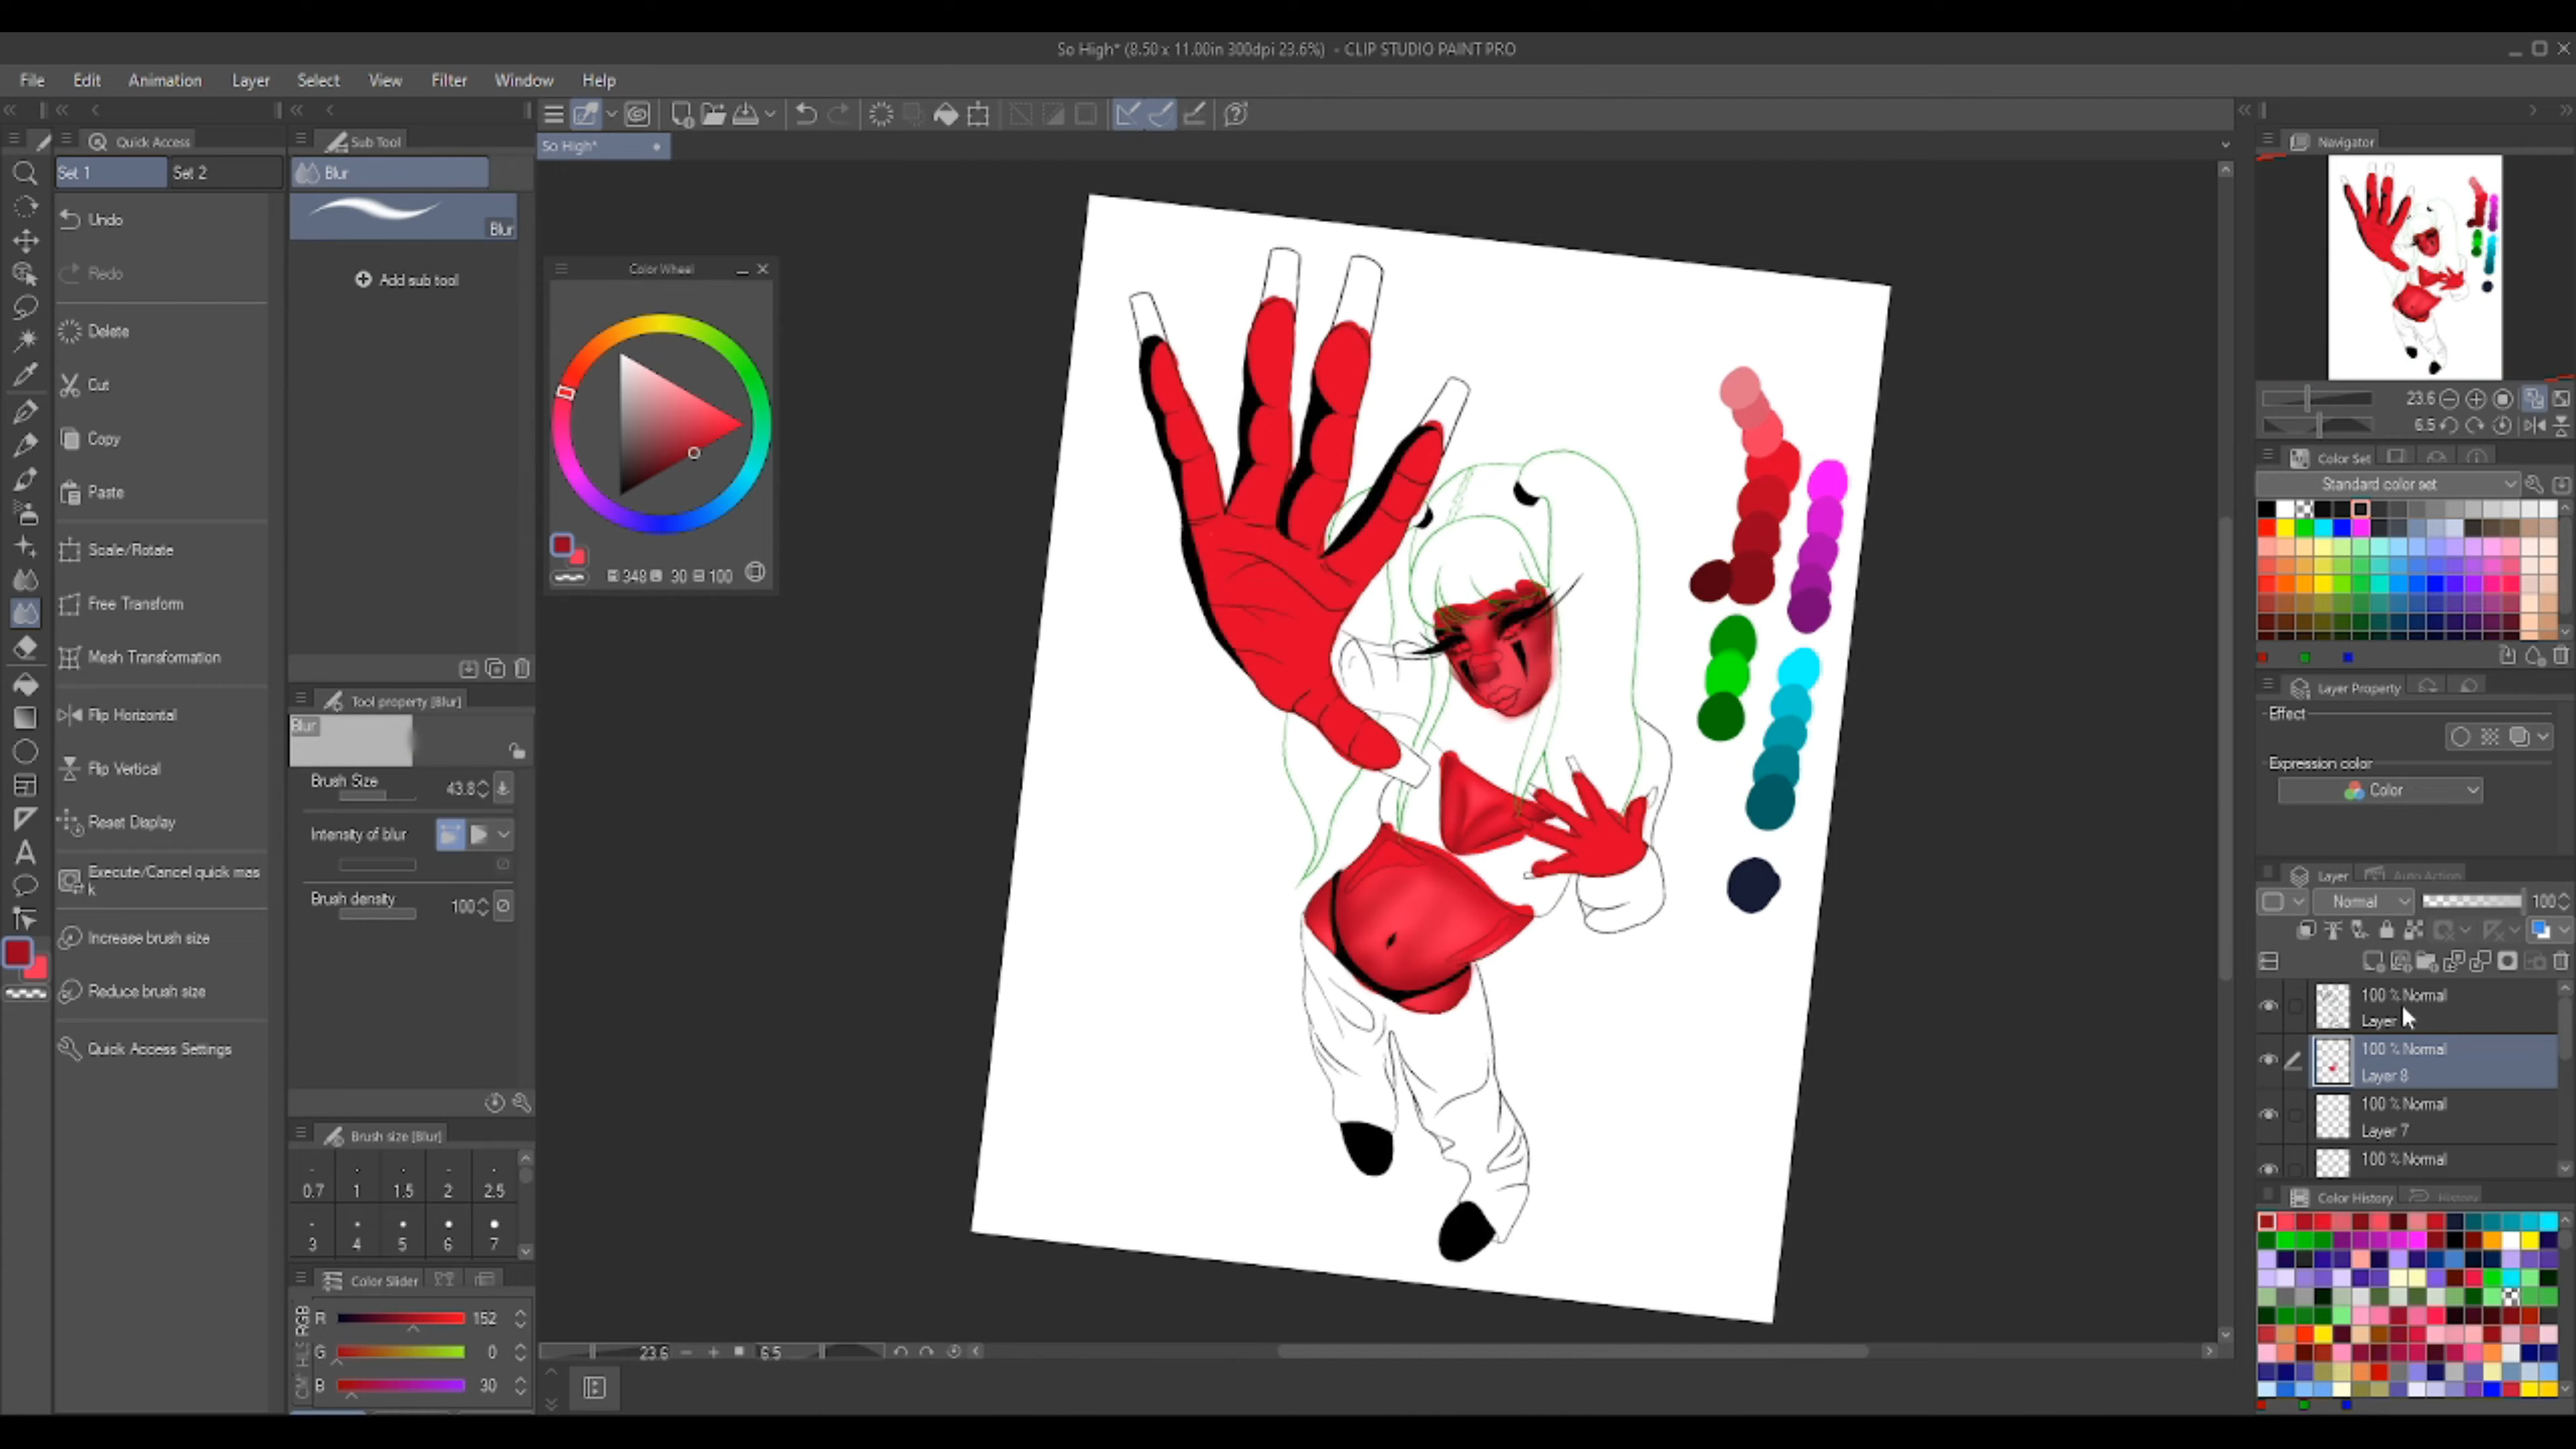 So High* (8.50 x 11.00in 300dpi 23.6%) - CLIP STUDIO PAINT PRO
File Edit Animation Layer Select View Filter Window Help
Quick Access
Set 1 Set 2
Undo
Redo
Delete
Cut
Copy
Paste
Scale/Rotate
Free Transform
Mesh Transformation
Flip Horizontal
Flip Vertical
Reset Display
Execute/Cancel quick mas
k
Increase brush size
Reduce brush size
Quick Access Settings
Sub Tool
Blur
Blur
Add sub tool
Tool property [Blur]
Blur
Brush Size 43.8
Intensity of blur
Brush density 100
Brush size [Blur]
0.7 1 1.5 2 2.5
3 4 5 6 7
Color Slider
RGB
HLS
R 152
G 0
B 30
So High*
Color Wheel
348 30 100
23.6 6.5
Navigator
23.6
6.5
Color Set
Standard color set
Layer Property
Effect
Expression color
Color
Layer Auto Action
Normal 100
100 % Normal
Layer
100 % Normal
Layer 8
100 % Normal
Layer 7
100 % Normal
Color History History